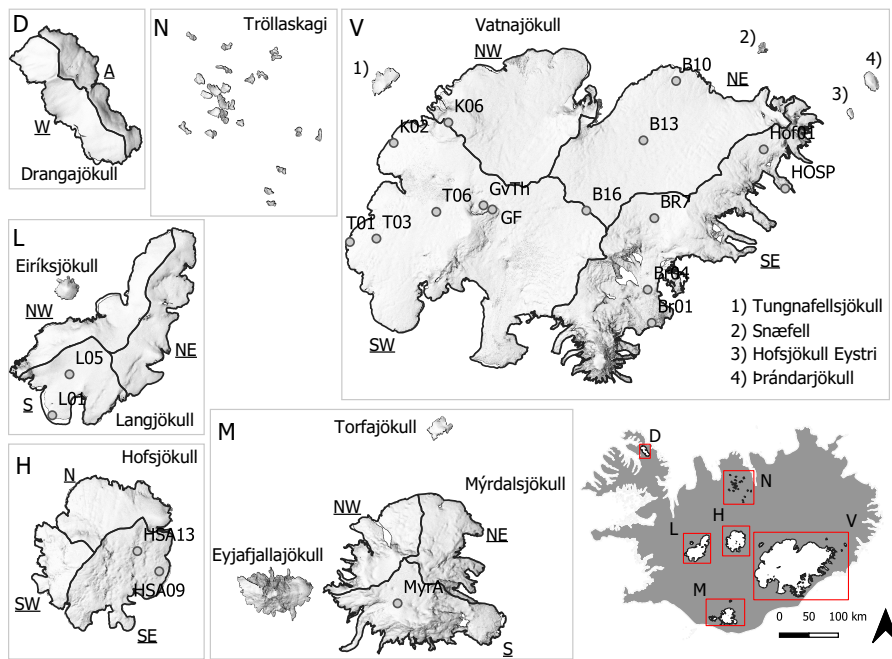 D
A
W
Drangajökull
N
Tröllaskagi
V
Vatnajökull
NW
1)
2)
4)
3)
B10
NE
K06
K02
B13
Hof01
HOSP
GvTh
T06
GF
B16
BR7
T01
T03
SE
Br04
Br01
SW
1) Tungnafellsjökull
2) Snæfell
3) Hofsjökull Eystri
4) Þrándarjökull
L
Eiríksjökull
NW
NE
L05
L01
S
Langjökull
H
Hofsjökull
N
HSA13
HSA09
SW
SE
M
Torfajökull
Mýrdalsjökull
NW
NE
Eyjafjallajökull
MyrA
S
D
N
H
L
V
M
0 50 100 km